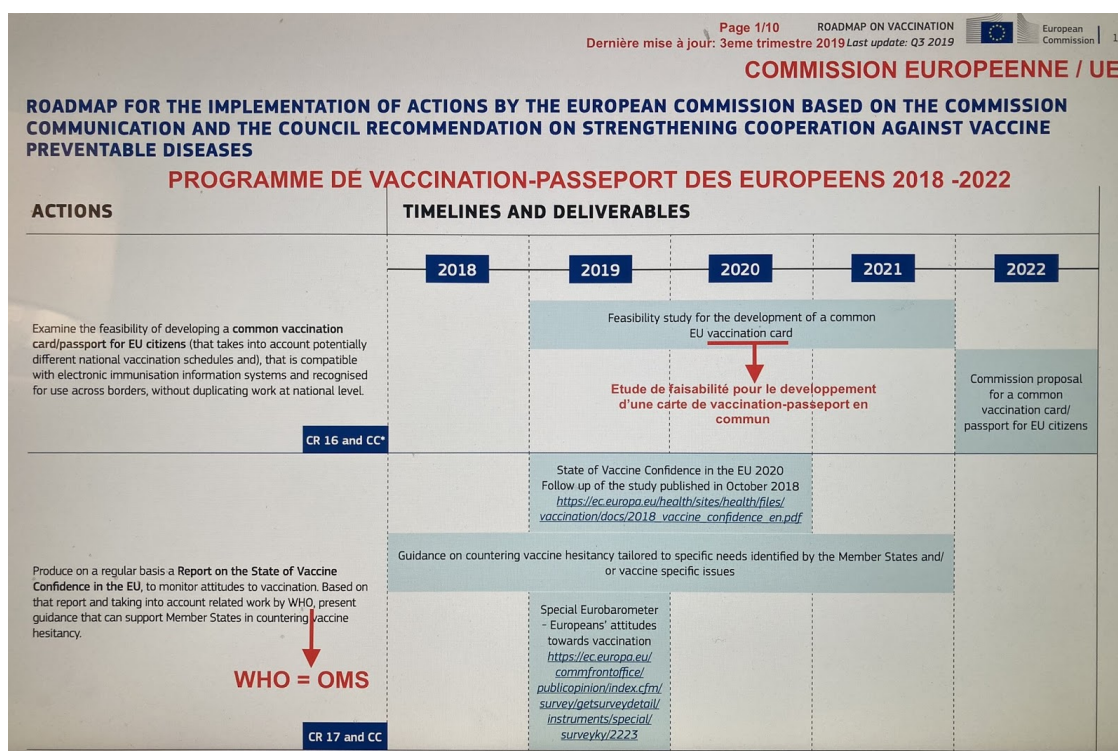 Page 1/10
ROADMAP ON VACCINATION
Dernière mise à jour: 3eme trimestre 2019 Last update: Q3 2019
European
Commission
1
COMMISSION EUROPEENNE / UE
ROADMAP FOR THE IMPLEMENTATION OF ACTIONS BY THE EUROPEAN COMMISSION BASED ON THE COMMISSION
COMMUNICATION AND THE COUNCIL RECOMMENDATION ON STRENGTHENING COOPERATION AGAINST VACCINE
PREVENTABLE DISEASES
PROGRAMME DE VACCINATION-PASSEPORT DES EUROPEENS 2018 -2022
ACTIONS
TIMELINES AND DELIVERABLES
2018
2019
2020
2021
2022
Examine the feasibility of developing a common vaccination
card/passport for EU citizens (that takes into account potentially
different national vaccination schedules and), that is compatible
with electronic immunisation information systems and recognised
for use across borders, without duplicating work at national level.
CR 16 and CC*
Feasibility study for the development of a common
EU vaccination card
Etude de faisabilité pour le developpement
d'une carte de vaccination-passeport en
commun
Commission proposal
for a common
vaccination card/
passport for EU citizens
State of Vaccine Confidence in the EU 2020
Follow up of the study published in October 2018
https://ec.europa.eu/health/sites/health/files/
vaccination/docs/2018_vaccine_confidence_en.pdf
Guidance on countering vaccine hesitancy tailored to specific needs identified by the Member States and/
or vaccine specific issues
Produce on a regular basis a Report on the State of Vaccine
Confidence in the EU, to monitor attitudes to vaccination. Based on
that report and taking into account related work by WHO, present
guidance that can support Member States in countering vaccine
hesitancy.
WHO = OMS
CR 17 and CC
Special Eurobarometer
- Europeans' attitudes
towards vaccination
https://ec.europa.eu/
commfrontoffice/
publicopinion/index.cfm/
survey/getsurveydetail/
instruments/special/
surveyky/2223